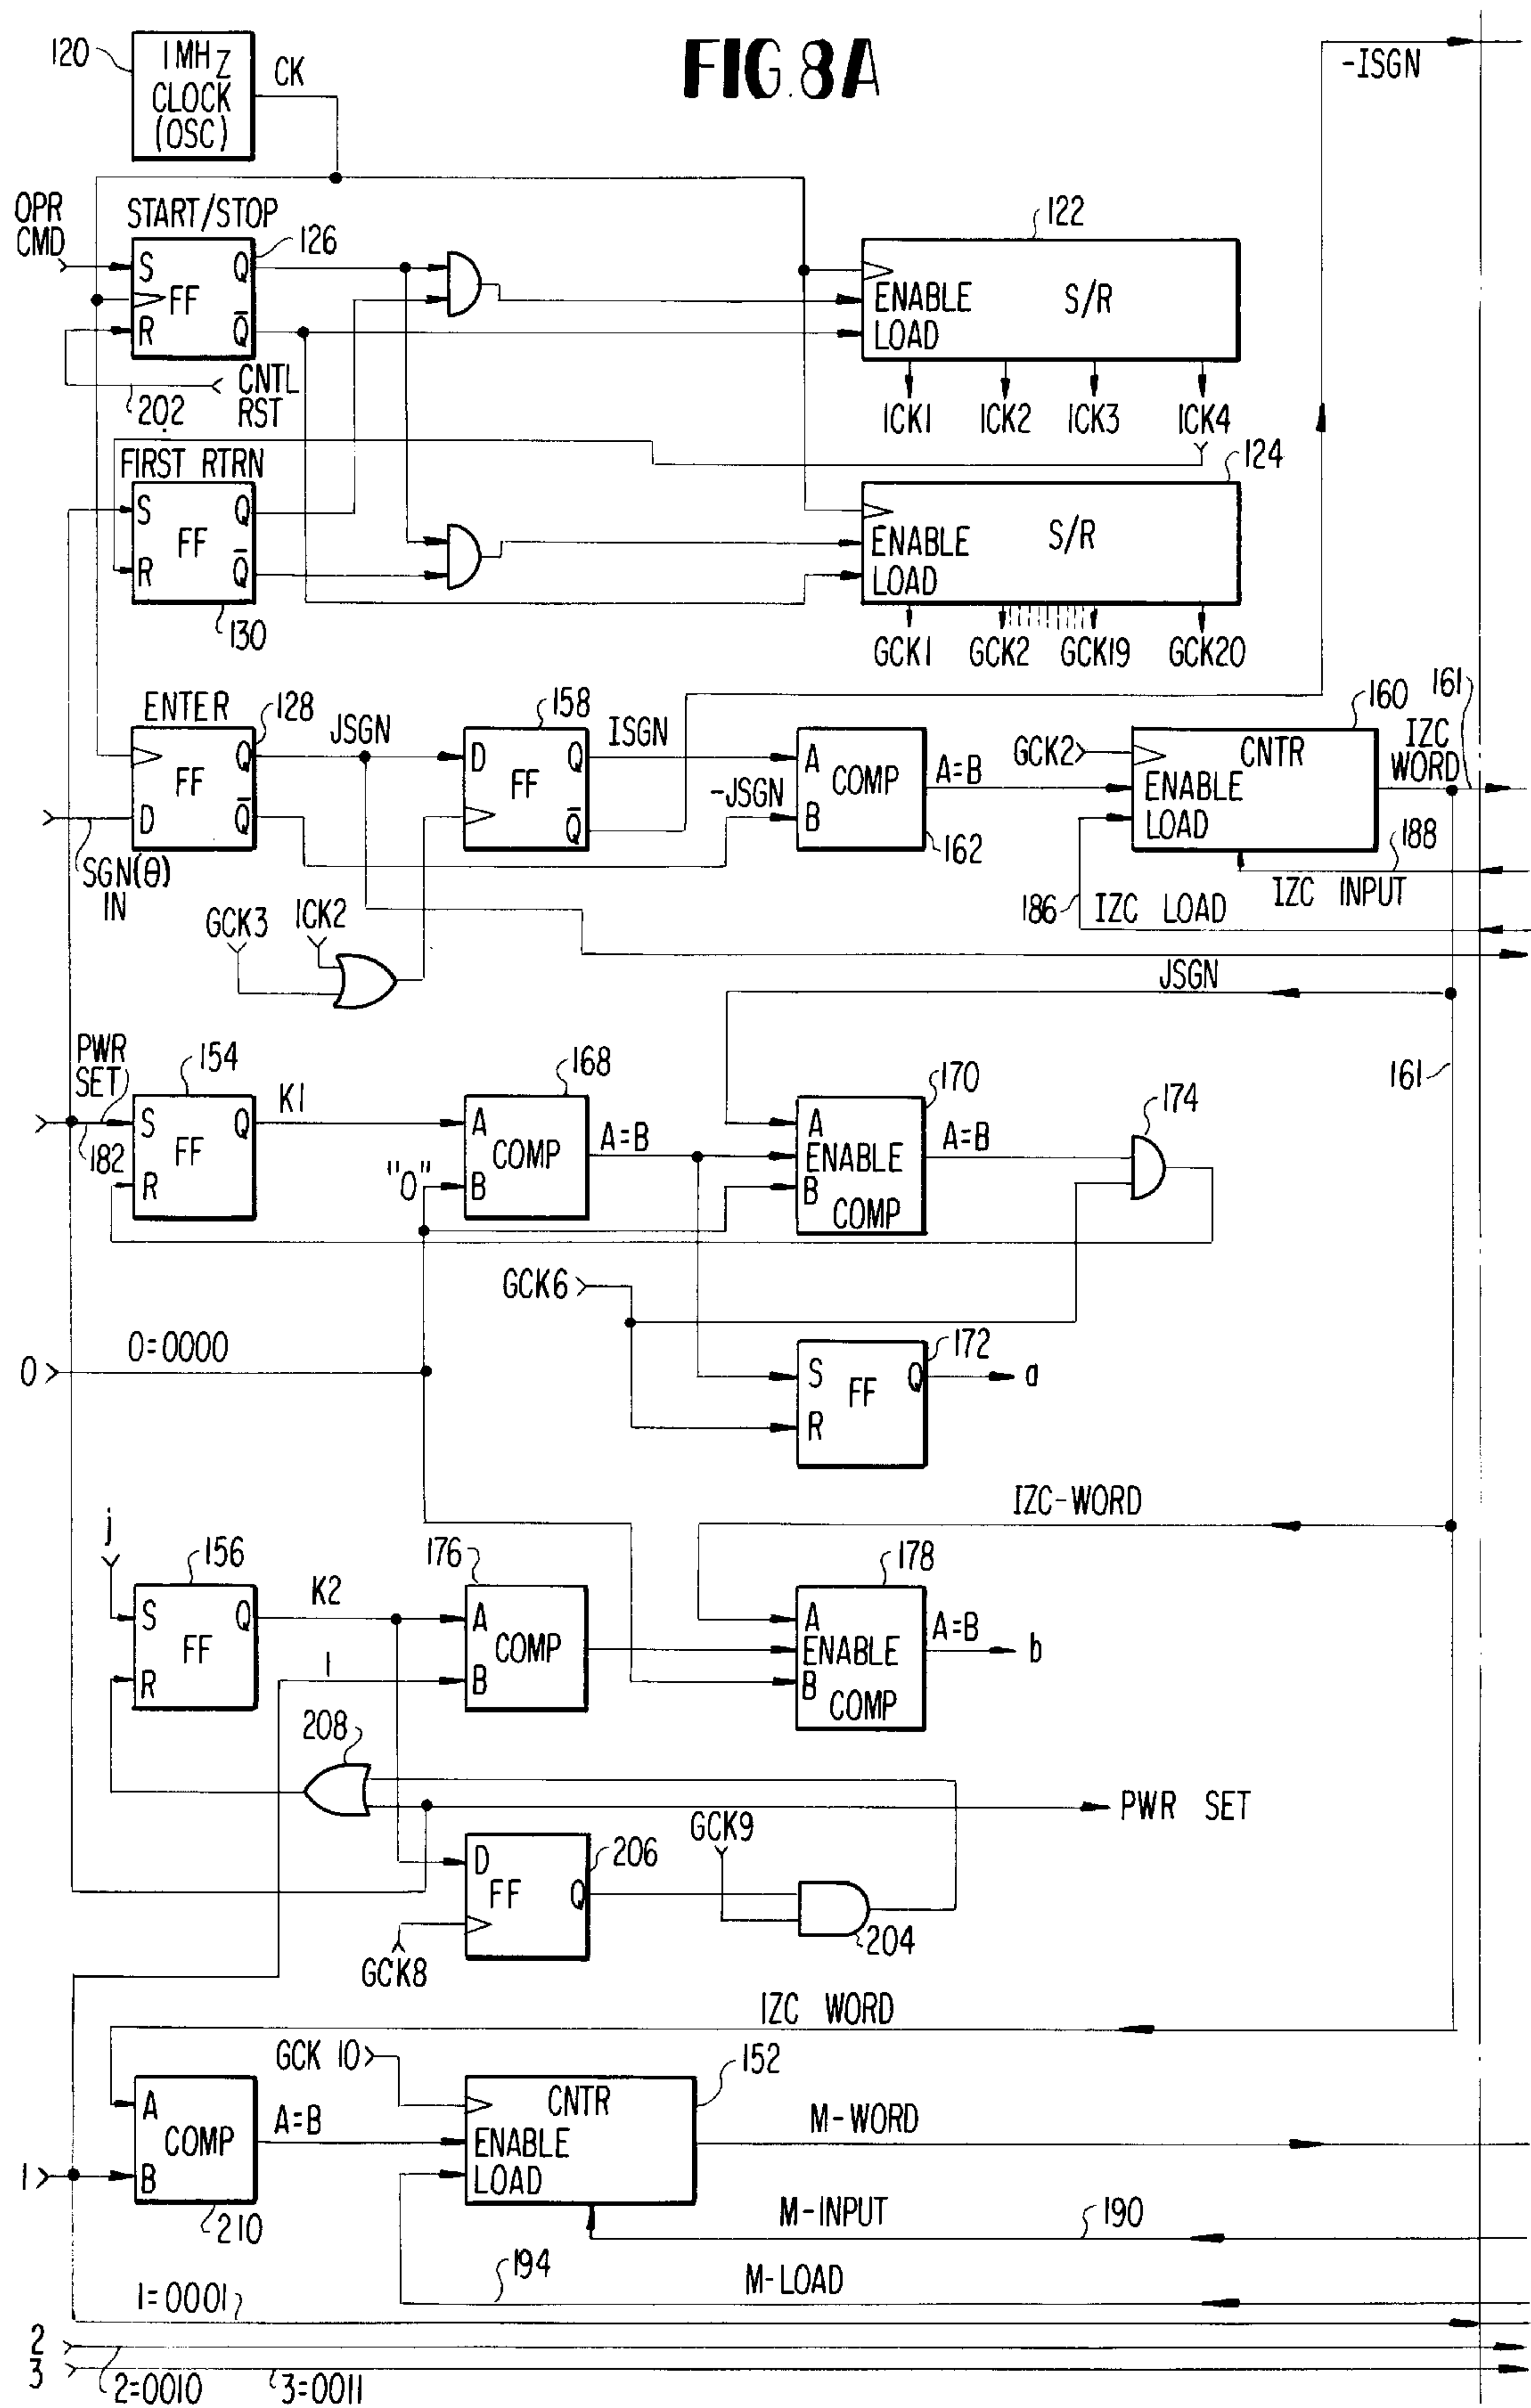 FIG. 8A
120
1MHZ
CLOCK
(OSC)
CK
-ISGN
OPR
CMD
START/STOP
126
S
Q
FF
R
Q̅
202
CNTL
RST
122
ENABLE
S/R
LOAD
ICK1
ICK2
ICK3
ICK4
FIRST RTRN
S
Q
FF
R
Q̅
130
124
ENABLE
S/R
LOAD
GCK1
GCK2
GCK19
GCK20
ENTER
128
Q
FF
D
Q̅
SGN(θ)
IN
JSGN
158
D
Q
FF
Q̅
ISGN
-JSGN
A
COMP
B
162
A=B
GCK2
160
CNTR
ENABLE
LOAD
161
IZC
WORD
188
IZC INPUT
186
IZC LOAD
GCK3
ICK2
JSGN
161
PWR
SET
182
154
S
Q
FF
R
K1
168
A
COMP
B
"0"
A=B
170
A
ENABLE
B
COMP
A=B
174
GCK6
0
0=0000
172
S
Q
FF
R
a
IZC-WORD
j
156
S
Q
FF
R
K2
1
176
A
COMP
B
178
A
ENABLE
B
COMP
A=B
b
208
PWR SET
GCK9
206
D
FF
Q
GCK8
204
IZC WORD
GCK 10
152
A
COMP
B
210
A=B
CNTR
ENABLE
LOAD
M-WORD
1
M-INPUT
190
194
M-LOAD
1=0001
2
3
2=0010
3=0011